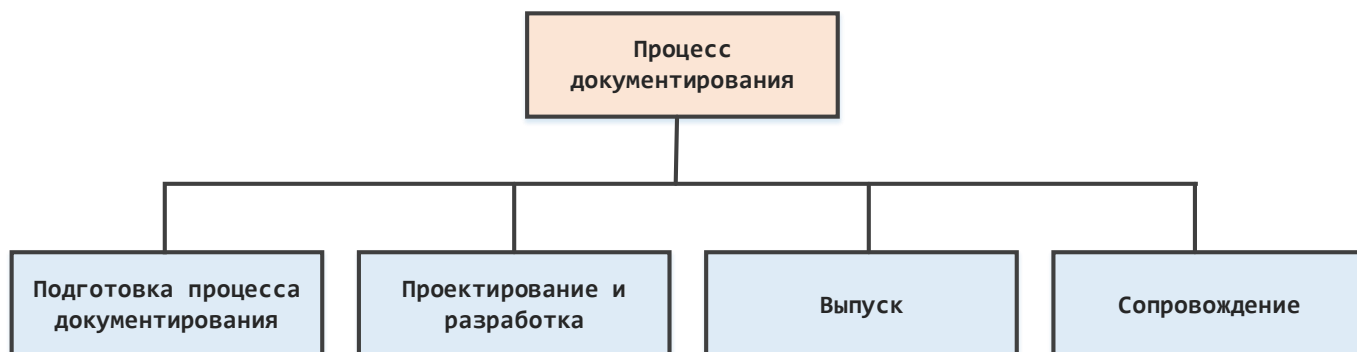 Процесс
документирования
Подготовка процесса
документирования
Проектирование и
разработка
Выпуск
Сопровождение